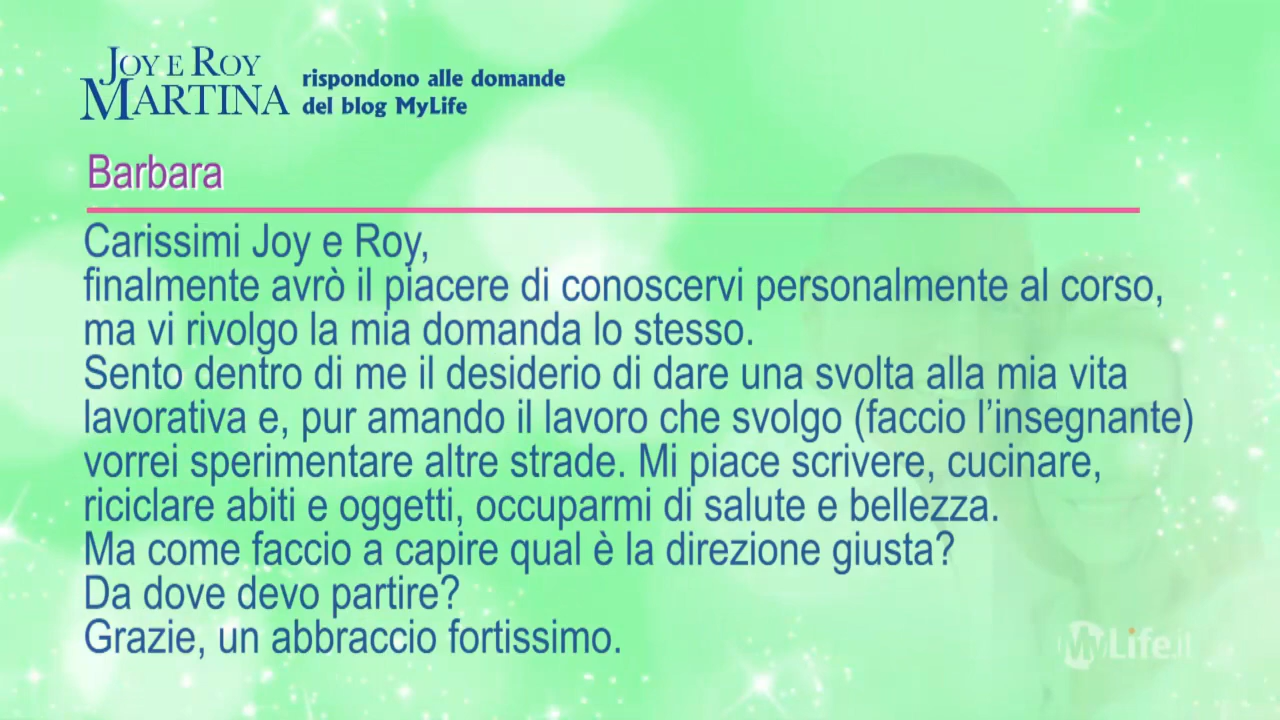 JOY E ROY
MARTINA
rispondono alle domande
del blog MyLife
Barbara
Carissimi Joy e Roy,
finalmente avrò il piacere di conoscervi personalmente al corso,
ma vi rivolgo la mia domanda lo stesso.
Sento dentro di me il desiderio di dare una svolta alla mia vita
lavorativa e, pur amando il lavoro che svolgo (faccio l’insegnante)
vorrei sperimentare altre strade. Mi piace scrivere, cucinare,
riciclare abiti e oggetti, occuparmi di salute e bellezza.
Ma come faccio a capire qual è la direzione giusta?
Da dove devo partire?
Grazie, un abbraccio fortissimo.
MyLife.it